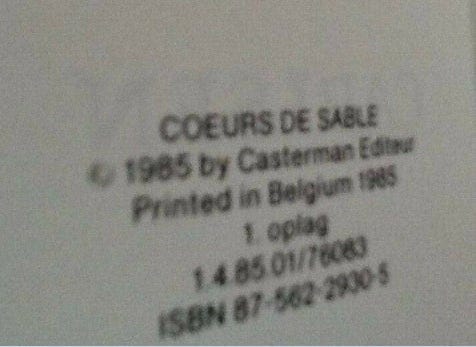 COEURS DE SABLE
© 1985 by Casterman Editeur
Printed in Belgium 1985
1. oplag
1.4.85.01/76083
ISBN 87-562-2930-5